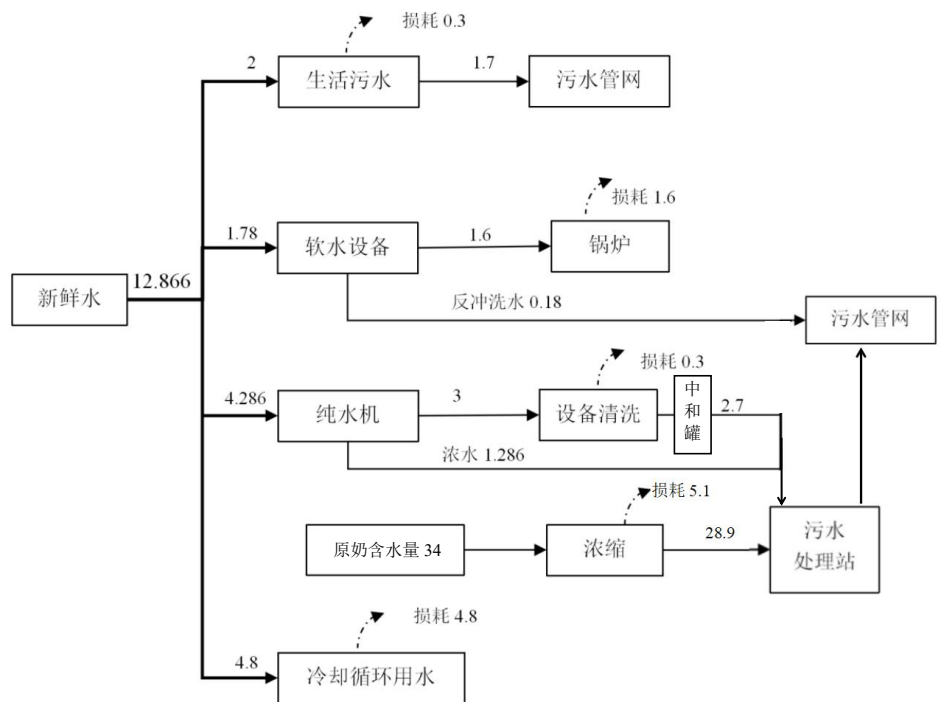 损耗 0.3
2
生活污水
1.7
污水管网
损耗 1.6
1.78
软水设备
1.6
锅炉
新鲜水
12.866
反冲洗水 0.18
污水管网
损耗 0.3
4.286
纯水机
3
设备清洗
中和罐
2.7
浓水 1.286
损耗 5.1
原奶含水量 34
浓缩
28.9
污水
处理站
损耗 4.8
4.8
冷却循环用水